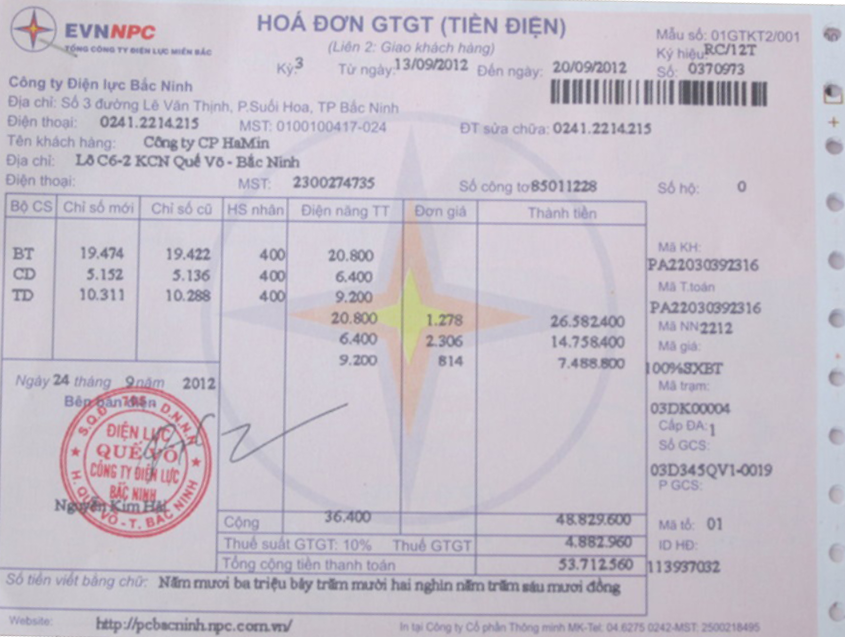 EVNNPC
TỔNG CÔNG TY ĐIỆN LỰC MIỀN BẮC
HOÁ ĐƠN GTGT (TIỀN ĐIỆN)
(Liên 2: Giao khách hàng)
Kỳ: 3 Từ ngày: 13/09/2012 Đến ngày: 20/09/2012
Mẫu số: 01GTKT2/001
Ký hiệu: RC/12T
Số: 0370973
Công ty Điện lực Bắc Ninh
Địa chỉ: Số 3 đường Lê Văn Thịnh, P.Suối Hoa, TP Bắc Ninh
Điện thoại: 0241.2214.215 MST: 0100100417-024 ĐT sửa chữa: 0241.2214.215
Tên khách hàng: Công ty CP HaMin
Địa chỉ: Lô C6-2 KCN Quế Võ - Bắc Ninh
Điện thoại: MST: 2300274735 Số công tơ 85011228 Số hộ: 0
Bộ CS Chỉ số mới Chỉ số cũ HS nhân Điện năng TT Đơn giá Thành tiền
BT 19.474 19.422 400 20.800
CD 5.152 5.136 400 6.400
TD 10.311 10.288 400 9.200
20.800 1.278 26.582.400
6.400 2.306 14.758.400
9.200 814 7.488.800
Mã KH:
PA22030392316
Mã T.toán
PA22030392316
Mã NN 2212
Mã giá:
100%SXBT
Mã trạm:
03DK00004
Cấp ĐA: 1
Số GCS:
03D345QV1-0019
P GCS:
Mã tổ: 01
ID HĐ:
113937032
Ngày 24 tháng 9 năm 2012
Bên bán điện
ĐIỆN LỰC
QUẾ VÕ
CÔNG TY ĐIỆN LỰC
BẮC NINH
H. QUẾ VÕ - T. BẮC NINH
Nguyễn Kim Hải
Cộng 36.400 48.829.600
Thuế suất GTGT: 10% Thuế GTGT 4.882.960
Tổng cộng tiền thanh toán 53.712.560
Số tiền viết bằng chữ: Năm mươi ba triệu bảy trăm mười hai nghìn năm trăm sáu mươi đồng
Website: http://pcbacninh.npc.com.vn/
In tại Công ty Cổ phần Thông minh MK-Tel: 04.6275 0242-MST: 2500218495